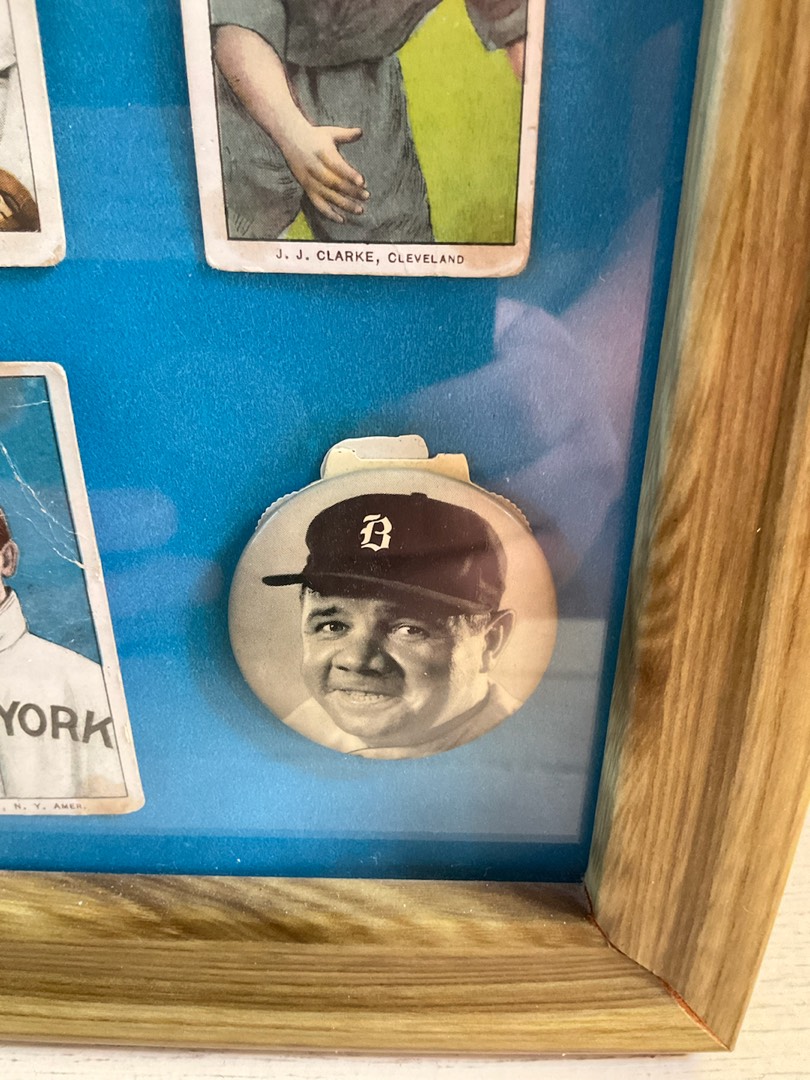 J. J. CLARKE, CLEVELAND
B
YORK
, N. Y. AMER.